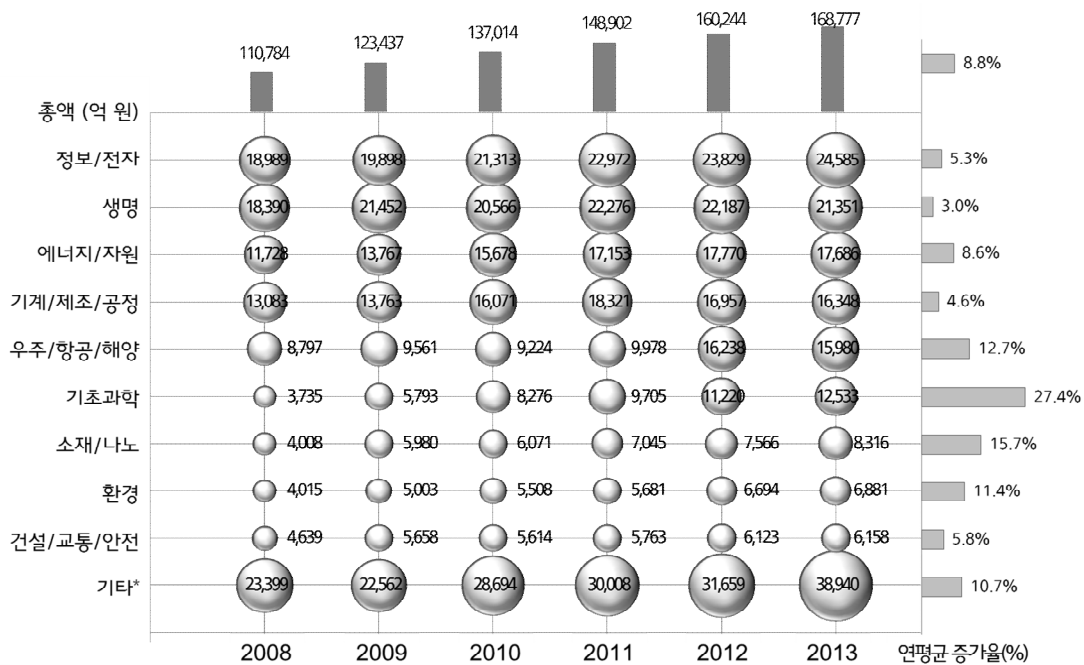 110,784 123,437 137,014 148,902 160,244 168,777 8.8%
총액 (억 원)
정보/전자 18,989 19,898 21,313 22,972 23,829 24,585 5.3%
생명 18,390 21,452 20,566 22,276 22,187 21,351 3.0%
에너지/자원 11,728 13,767 15,678 17,153 17,770 17,686 8.6%
기계/제조/공정 13,083 13,763 16,071 18,321 16,957 16,348 4.6%
우주/항공/해양 8,797 9,561 9,224 9,978 16,238 15,980 12.7%
기초과학 3,735 5,793 8,276 9,705 11,220 12,533 27.4%
소재/나노 4,008 5,980 6,071 7,045 7,566 8,316 15.7%
환경 4,015 5,003 5,508 5,681 6,694 6,881 11.4%
건설/교통/안전 4,639 5,658 5,614 5,763 6,123 6,158 5.8%
기타* 23,399 22,562 28,694 30,008 31,659 38,940 10.7%
2008 2009 2010 2011 2012 2013 연평균 증가율(%)